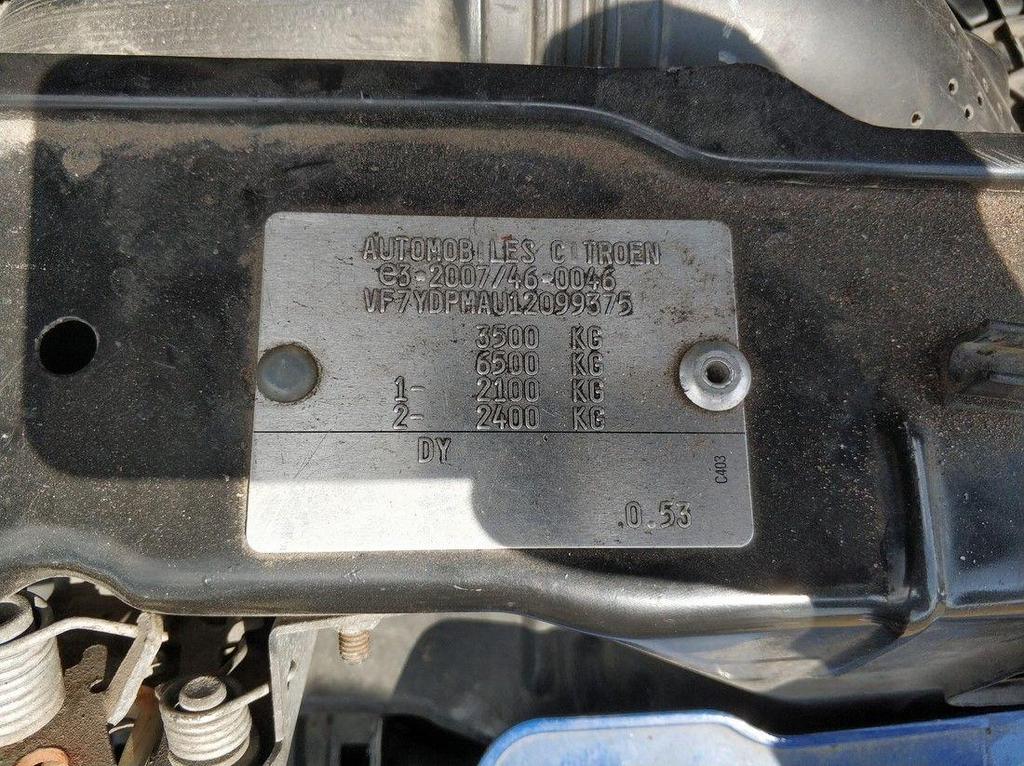 AUTOMOBILES CITROEN
e3-2007/46-0046
VF7YDPMAU12099375
3500 KG
6500 KG
1- 2100 KG
2- 2400 KG
DY
C403
.0.53